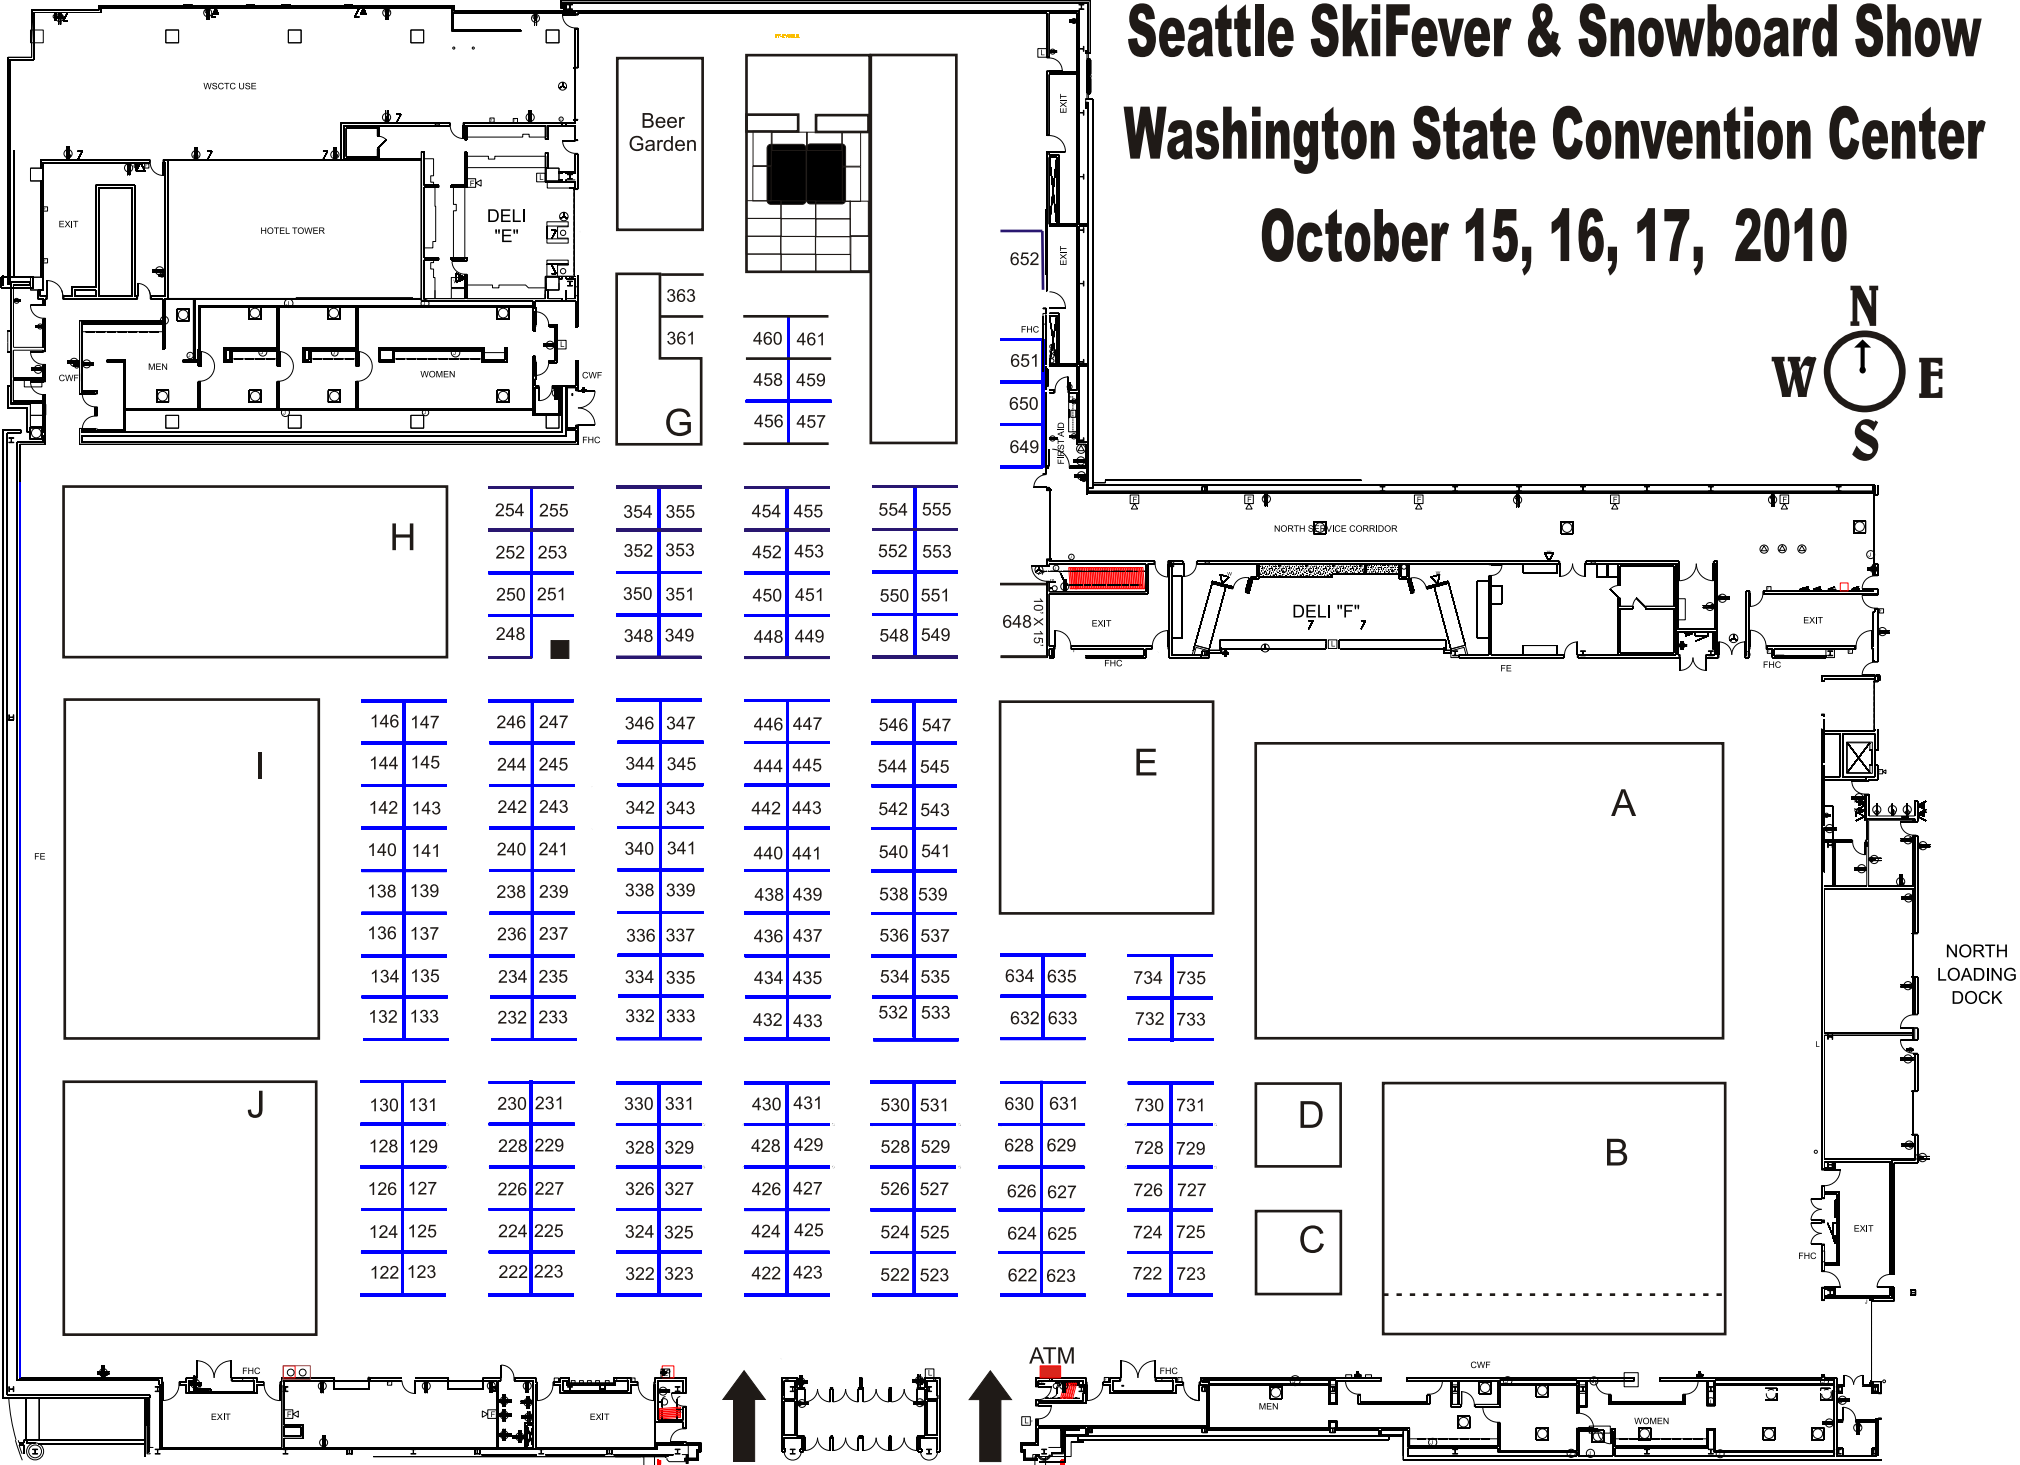 Seattle SkiFever & Snowboard Show
Washington State Convention Center
October 15, 16, 17, 2010
N
W E
S
WSCTC USE
Beer
Garden
EXIT
EXIT
HOTEL TOWER
DELI
"E"
EXIT
652
363
361
FHC
460 461
651
MEN
WOMEN
CWF
CWF
458 459
650
456 457
G
FHC
649
FIRST AID
H
254 255 354 355 454 455 554 555
NORTH SERVICE CORRIDOR
252 253 352 353 452 453 552 553
250 251 350 351 450 451 550 551
648 10' X 15'
EXIT
DELI "F"
EXIT
248 348 349 448 449 548 549
FHC
FE
FHC
146 147 246 247 346 347 446 447 546 547
I
E
144 145 244 245 344 345 444 445 544 545
A
142 143 242 243 342 343 442 443 542 543
FE
140 141 240 241 340 341 440 441 540 541
138 139 238 239 338 339 438 439 538 539
136 137 236 237 336 337 436 437 536 537
NORTH
LOADING
DOCK
134 135 234 235 334 335 434 435 534 535 634 635 734 735
132 133 232 233 332 333 432 433 532 533 632 633 732 733
J
130 131 230 231 330 331 430 431 530 531 630 631 730 731
D
128 129 228 229 328 329 428 429 528 529 628 629 728 729
B
126 127 226 227 326 327 426 427 526 527 626 627 726 727
124 125 224 225 324 325 424 425 524 525 624 625 724 725
C
EXIT
FHC
122 123 222 223 322 323 422 423 522 523 622 623 722 723
ATM
FHC
FHC
CWF
EXIT
EXIT
MEN
WOMEN